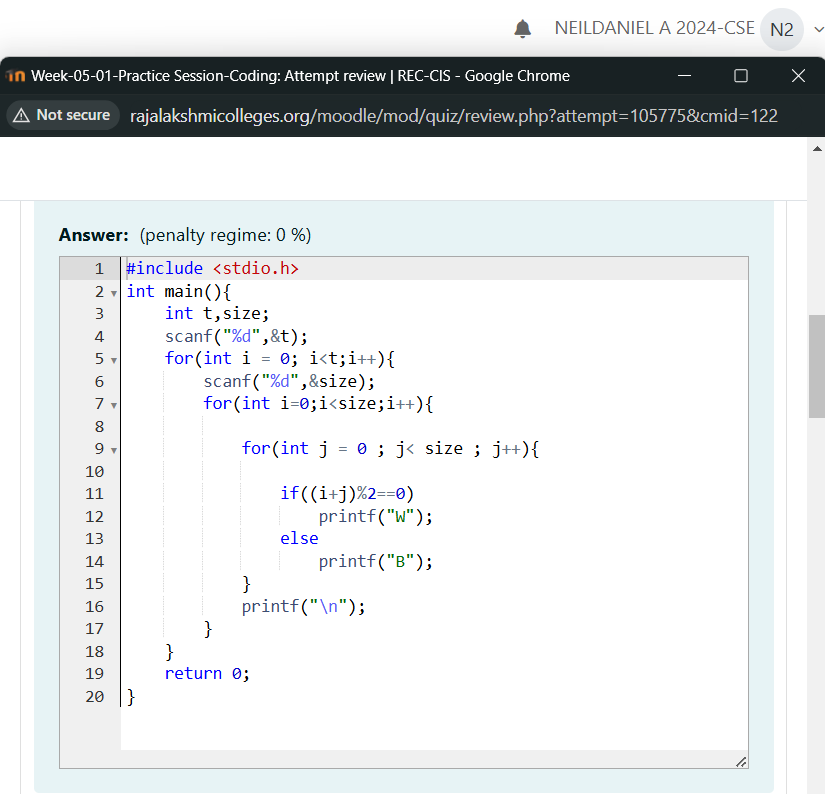 NEILDANIEL A 2024-CSE N2
Week-05-01-Practice Session-Coding: Attempt review | REC-CIS - Google Chrome
Not secure rajalakshmicolleges.org/moodle/mod/quiz/review.php?attempt=105775&cmid=122
Answer: (penalty regime: 0 %)
1 #include <stdio.h>
2 int main(){
3     int t,size;
4     scanf("%d",&t);
5     for(int i = 0; i<t;i++){
6         scanf("%d",&size);
7         for(int i=0;i<size;i++){
8
9             for(int j = 0 ; j< size ; j++){
10
11                 if((i+j)%2==0)
12                     printf("W");
13                 else
14                     printf("B");
15             }
16             printf("\n");
17         }
18     }
19     return 0;
20 }